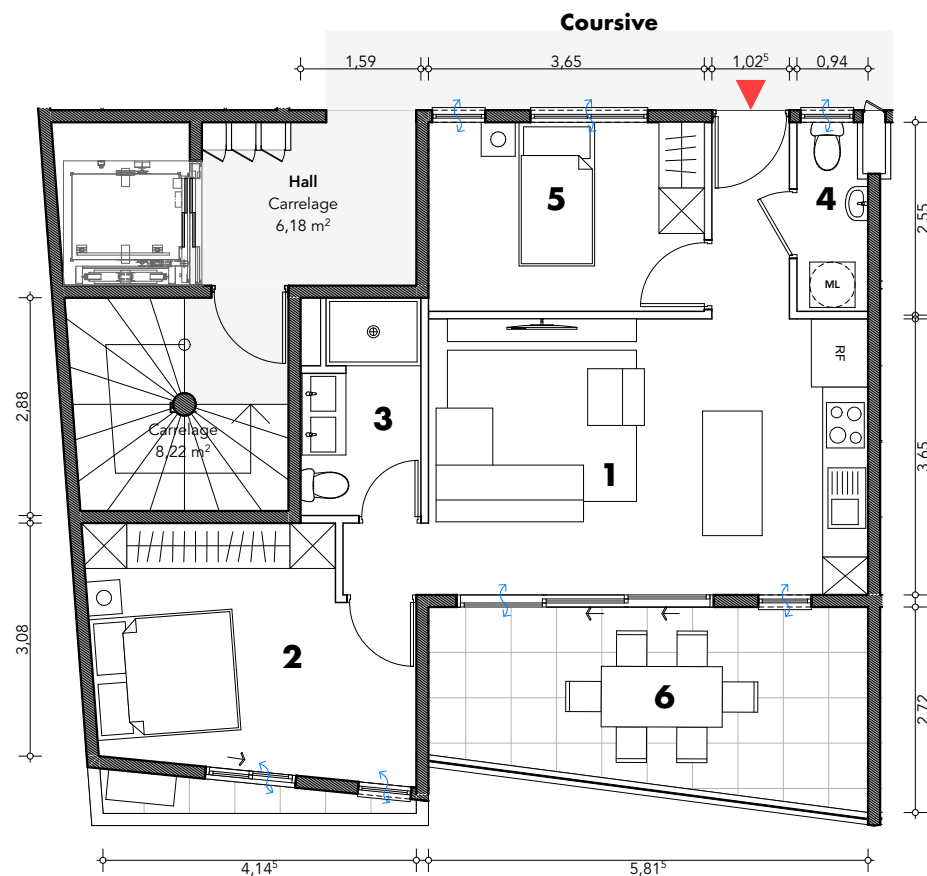 Coursive
1,59
3,65
1,02⁵
0,94
Hall
Carrelage
6,18 m²
5
4
2,55
ML
RF
2,88
3
Carrelage
8,22 m²
1
3,65
3,08
2
6
2,72
4,14⁵
5,81⁵